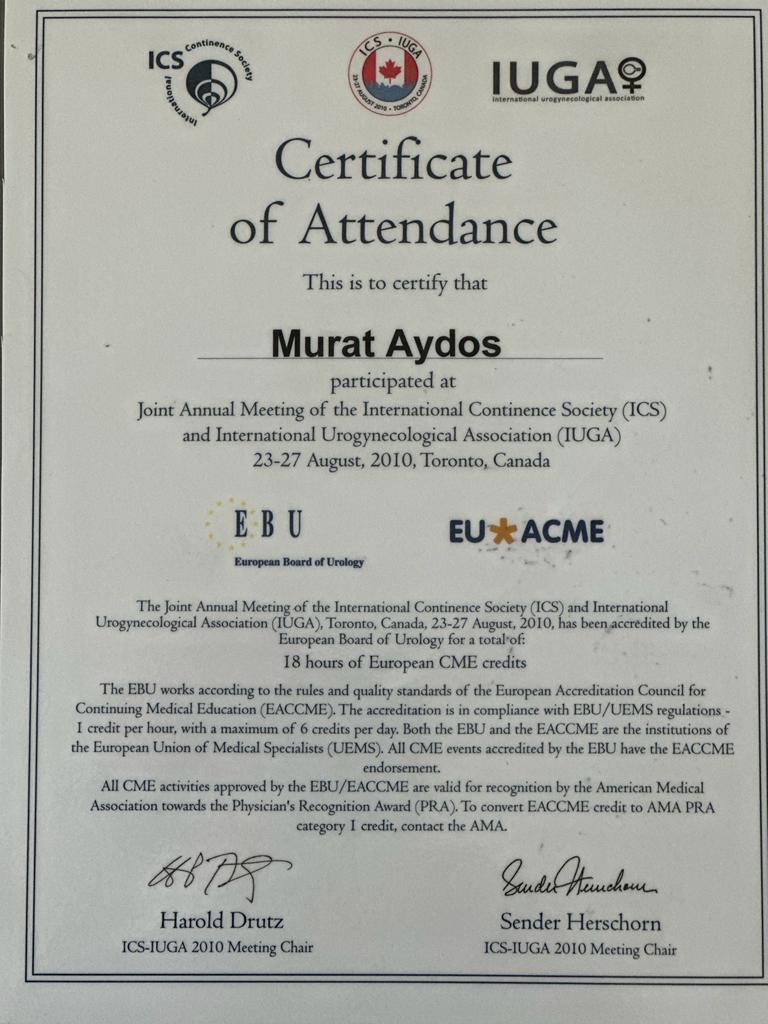 ICS
International Continence Society
ICS • IUGA
23-27 AUGUST 2010 • TORONTO, CANADA
IUGA
international urogynecological association
Certificate
of Attendance
This is to certify that
Murat Aydos
participated at
Joint Annual Meeting of the International Continence Society (ICS)
and International Urogynecological Association (IUGA)
23-27 August, 2010, Toronto, Canada
E B U
European Board of Urology
EU ACME
The Joint Annual Meeting of the International Continence Society (ICS) and International
Urogynecological Association (IUGA), Toronto, Canada, 23-27 August, 2010, has been accredited by the
European Board of Urology for a total of:
18 hours of European CME credits
The EBU works according to the rules and quality standards of the European Accreditation Council for
Continuing Medical Education (EACCME). The accreditation is in compliance with EBU/UEMS regulations -
1 credit per hour, with a maximum of 6 credits per day. Both the EBU and the EACCME are the institutions of
the European Union of Medical Specialists (UEMS). All CME events accredited by the EBU have the EACCME
endorsement.
All CME activities approved by the EBU/EACCME are valid for recognition by the American Medical
Association towards the Physician's Recognition Award (PRA). To convert EACCME credit to AMA PRA
category 1 credit, contact the AMA.
Sender Herschorn
Harold Drutz
ICS-IUGA 2010 Meeting Chair
Sender Herschorn
ICS-IUGA 2010 Meeting Chair